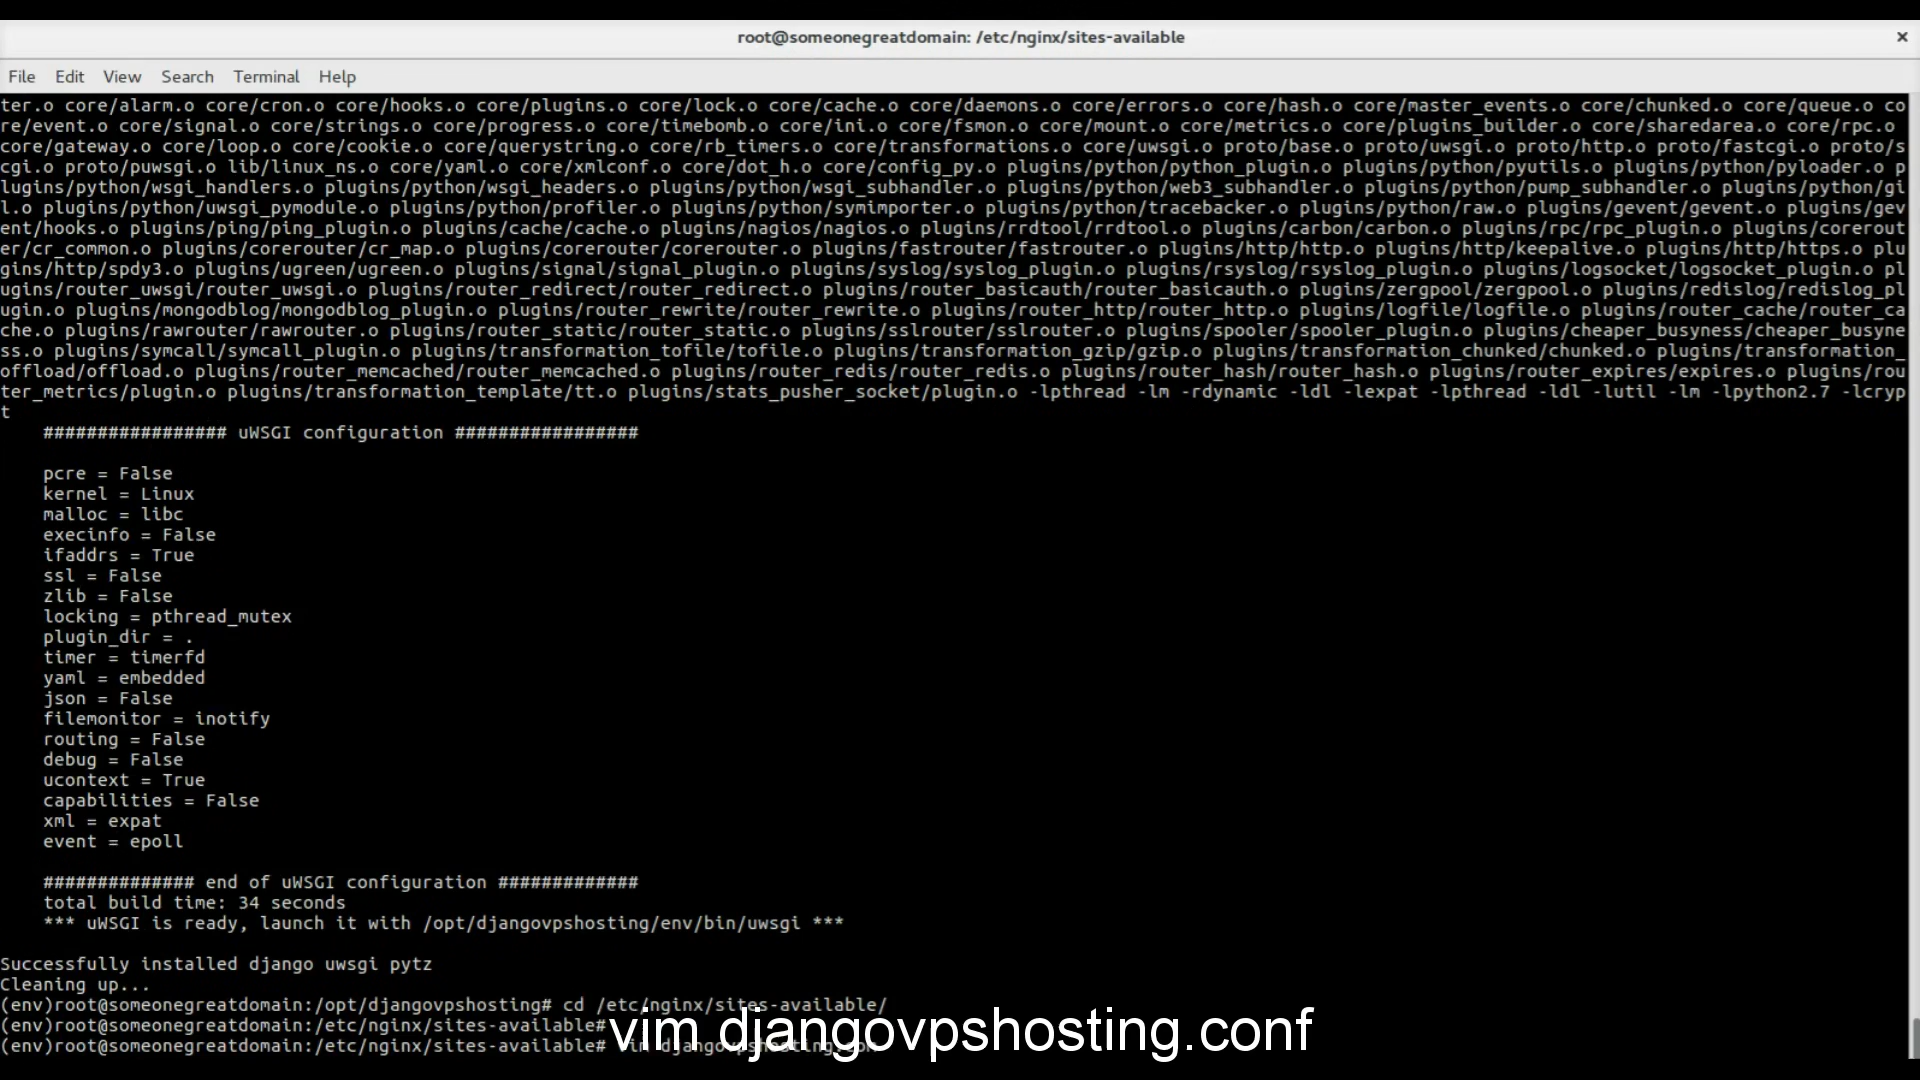 root@someonegreatdomain: /etc/nginx/sites-available
File Edit View Search Terminal Help
ter.o core/alarm.o core/cron.o core/hooks.o core/plugins.o core/lock.o core/cache.o core/daemons.o core/errors.o core/hash.o core/master_events.o core/chunked.o core/queue.o co
re/event.o core/signal.o core/strings.o core/progress.o core/timebomb.o core/ini.o core/fsmon.o core/mount.o core/metrics.o core/plugins_builder.o core/sharedarea.o core/rpc.o
core/gateway.o core/loop.o core/cookie.o core/querystring.o core/rb_timers.o core/transformations.o core/uwsgi.o proto/base.o proto/uwsgi.o proto/http.o proto/fastcgi.o proto/s
cgi.o proto/puwsgi.o lib/linux_ns.o core/yaml.o core/xmlconf.o core/dot_h.o core/config_py.o plugins/python/python_plugin.o plugins/python/pyutils.o plugins/python/pyloader.o p
lugins/python/wsgi_handlers.o plugins/python/wsgi_headers.o plugins/python/wsgi_subhandler.o plugins/python/web3_subhandler.o plugins/python/pump_subhandler.o plugins/python/gi
l.o plugins/python/uwsgi_pymodule.o plugins/python/profiler.o plugins/python/symimporter.o plugins/python/tracebacker.o plugins/python/raw.o plugins/gevent/gevent.o plugins/gev
ent/hooks.o plugins/ping/ping_plugin.o plugins/cache/cache.o plugins/nagios/nagios.o plugins/rrdtool/rrdtool.o plugins/carbon/carbon.o plugins/rpc/rpc_plugin.o plugins/corerout
er/cr_common.o plugins/corerouter/cr_map.o plugins/corerouter/corerouter.o plugins/fastrouter/fastrouter.o plugins/http/http.o plugins/http/keepalive.o plugins/http/https.o plu
gins/http/spdy3.o plugins/ugreen/ugreen.o plugins/signal/signal_plugin.o plugins/syslog/syslog_plugin.o plugins/rsyslog/rsyslog_plugin.o plugins/logsocket/logsocket_plugin.o pl
ugins/router_uwsgi/router_uwsgi.o plugins/router_redirect/router_redirect.o plugins/router_basicauth/router_basicauth.o plugins/zergpool/zergpool.o plugins/redislog/redislog_pl
ugin.o plugins/mongodblog/mongodblog_plugin.o plugins/router_rewrite/router_rewrite.o plugins/router_http/router_http.o plugins/logfile/logfile.o plugins/router_cache/router_ca
che.o plugins/rawrouter/rawrouter.o plugins/router_static/router_static.o plugins/sslrouter/sslrouter.o plugins/spooler/spooler_plugin.o plugins/cheaper_busyness/cheaper_busyne
ss.o plugins/symcall/symcall_plugin.o plugins/transformation_tofile/tofile.o plugins/transformation_gzip/gzip.o plugins/transformation_chunked/chunked.o plugins/transformation_
offload/offload.o plugins/router_memcached/router_memcached.o plugins/router_redis/router_redis.o plugins/router_hash/router_hash.o plugins/router_expires/expires.o plugins/rou
ter_metrics/plugin.o plugins/transformation_template/tt.o plugins/stats_pusher_socket/plugin.o -lpthread -lm -rdynamic -ldl -lexpat -lpthread -ldl -lutil -lm -lpython2.7 -lcryp
t
################# uWSGI configuration #################
pcre = False
kernel = Linux
malloc = libc
execinfo = False
ifaddrs = True
ssl = False
zlib = False
locking = pthread_mutex
plugin_dir = .
timer = timerfd
yaml = embedded
json = False
filemonitor = inotify
routing = False
debug = False
ucontext = True
capabilities = False
xml = expat
event = epoll
############## end of uWSGI configuration #############
total build time: 34 seconds
*** uWSGI is ready, launch it with /opt/djangovpshosting/env/bin/uwsgi ***
Successfully installed django uwsgi pytz
Cleaning up...
(env)root@someonegreatdomain:/opt/djangovpshosting# cd /etc/nginx/sites-available/
(env)root@someonegreatdomain:/etc/nginx/sites-available#
(env)root@someonegreatdomain:/etc/nginx/sites-available# vim djangovpshosting.con
vim djangovpshosting.conf